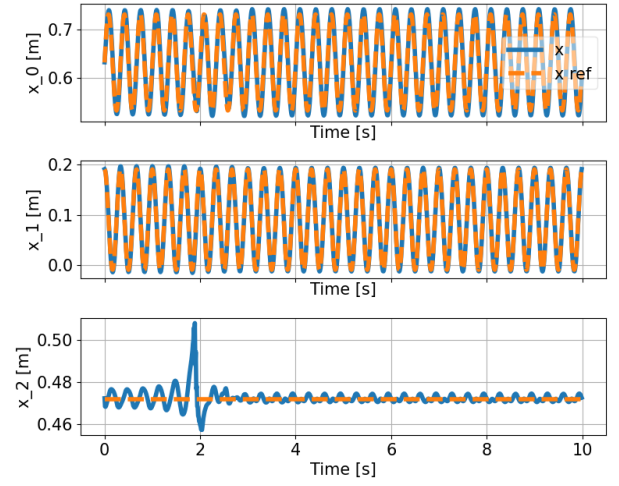 x_0 [m]
0.7
0.6
x
x ref
Time [s]
x_1 [m]
0.2
0.1
0.0
Time [s]
x_2 [m]
0.50
0.48
0.46
0 2 4 6 8 10
Time [s]